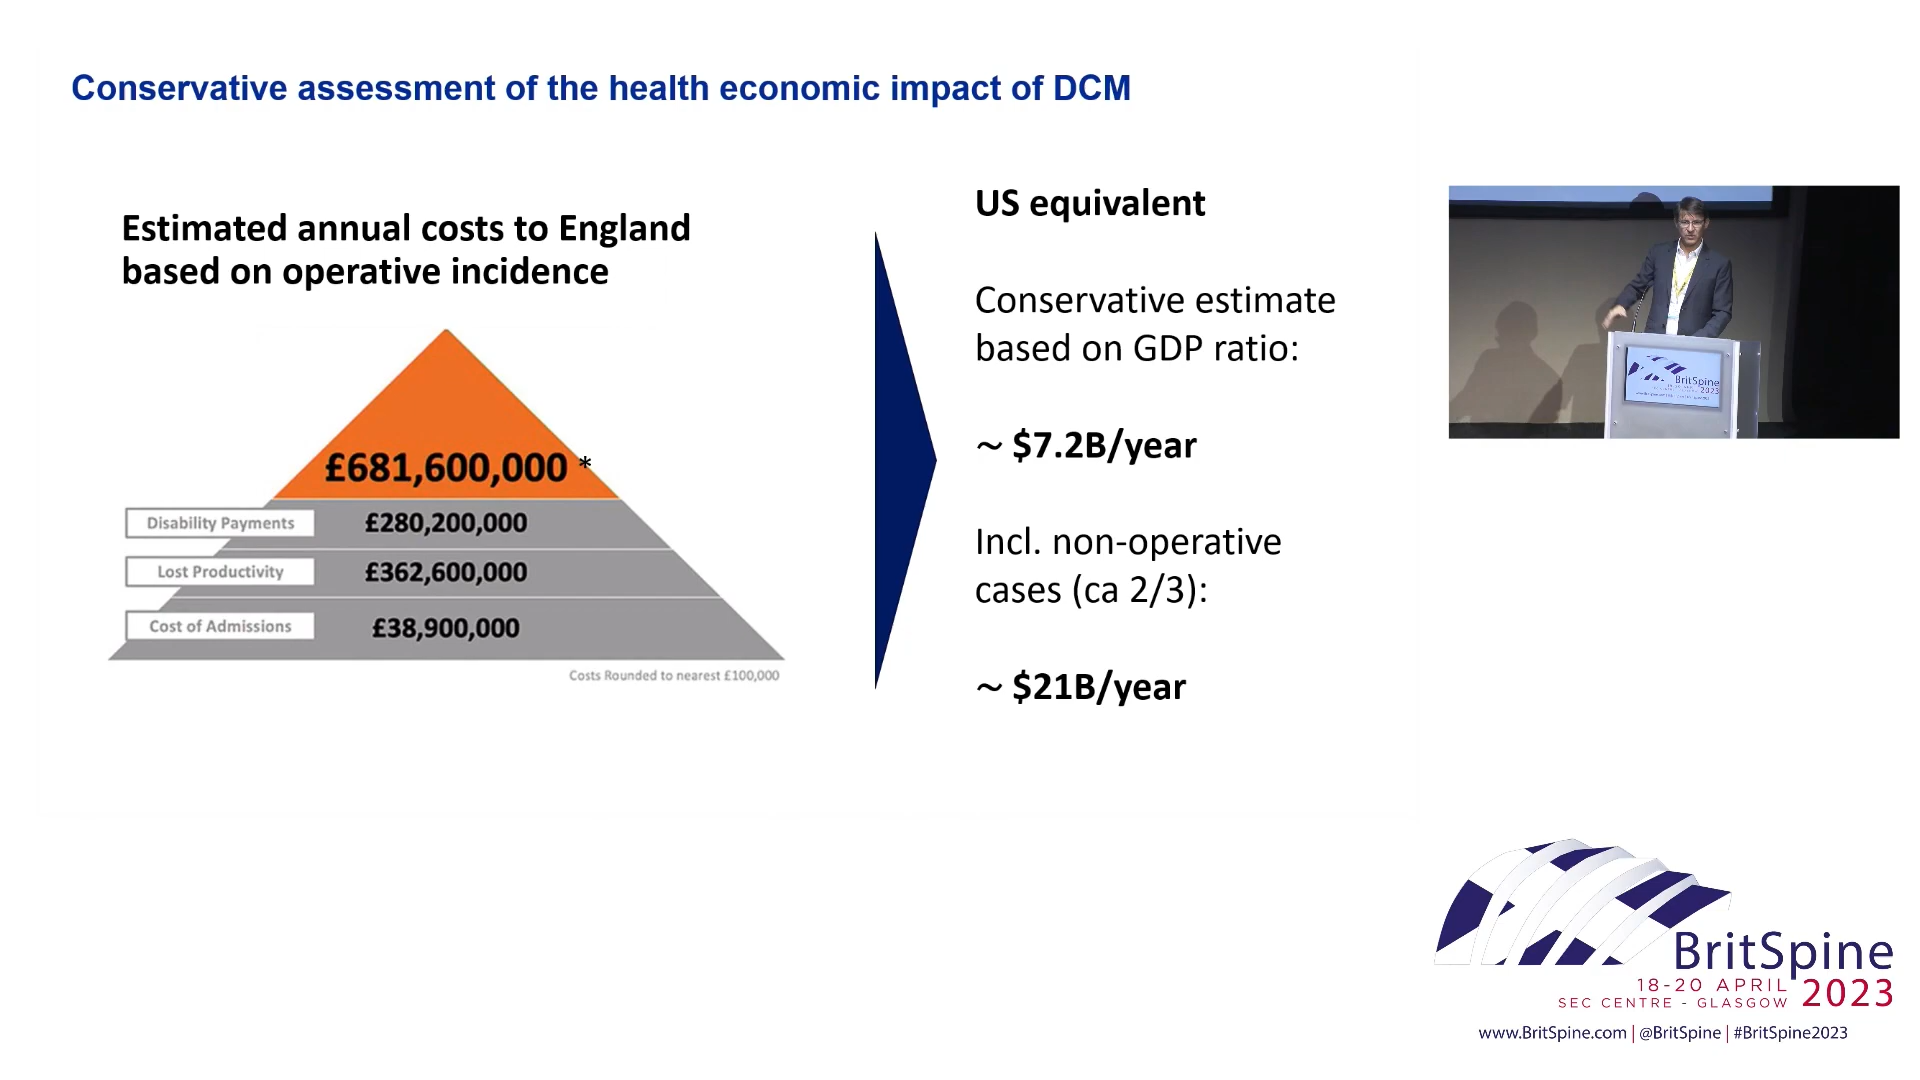 Conservative assessment of the health economic impact of DCM
Estimated annual costs to England
based on operative incidence
£681,600,000 *
Disability Payments £280,200,000
Lost Productivity £362,600,000
Cost of Admissions £38,900,000
Costs Rounded to nearest £100,000
US equivalent
Conservative estimate
based on GDP ratio:
~ $7.2B/year
Incl. non-operative
cases (ca 2/3):
~ $21B/year
BritSpine
2023
BritSpine
18-20 APRIL 2023
SEC CENTRE - GLASGOW
www.BritSpine.com | @BritSpine | #BritSpine2023